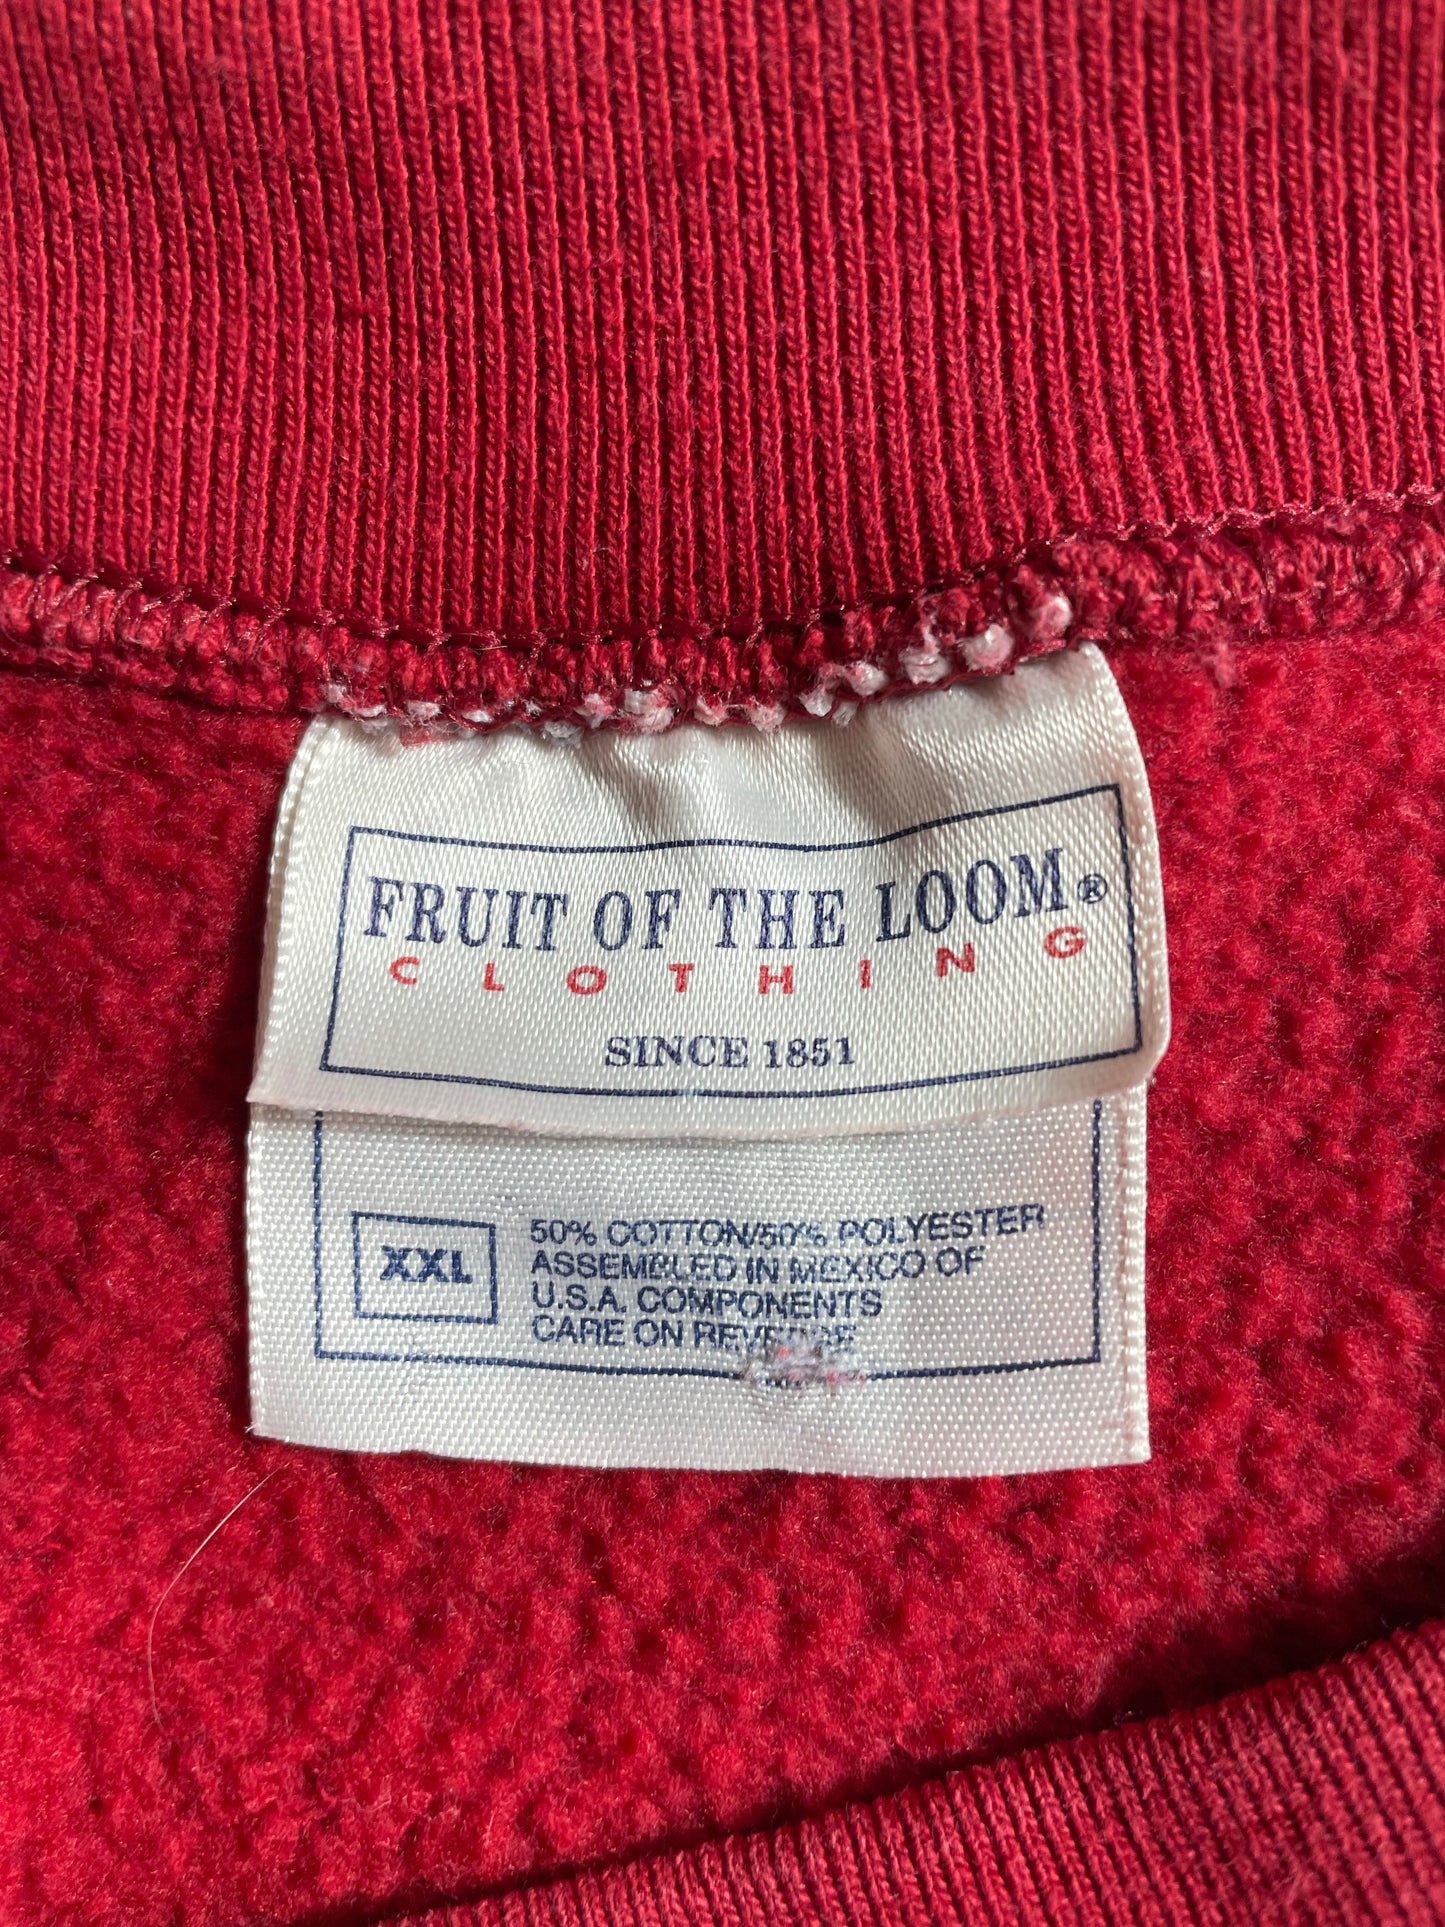 FRUIT OF THE LOOM®
CLOTHING
SINCE 1851
XXL
50% COTTON/50% POLYESTER
ASSEMBLED IN MEXICO OF
U.S.A. COMPONENTS
CARE ON REVERSE